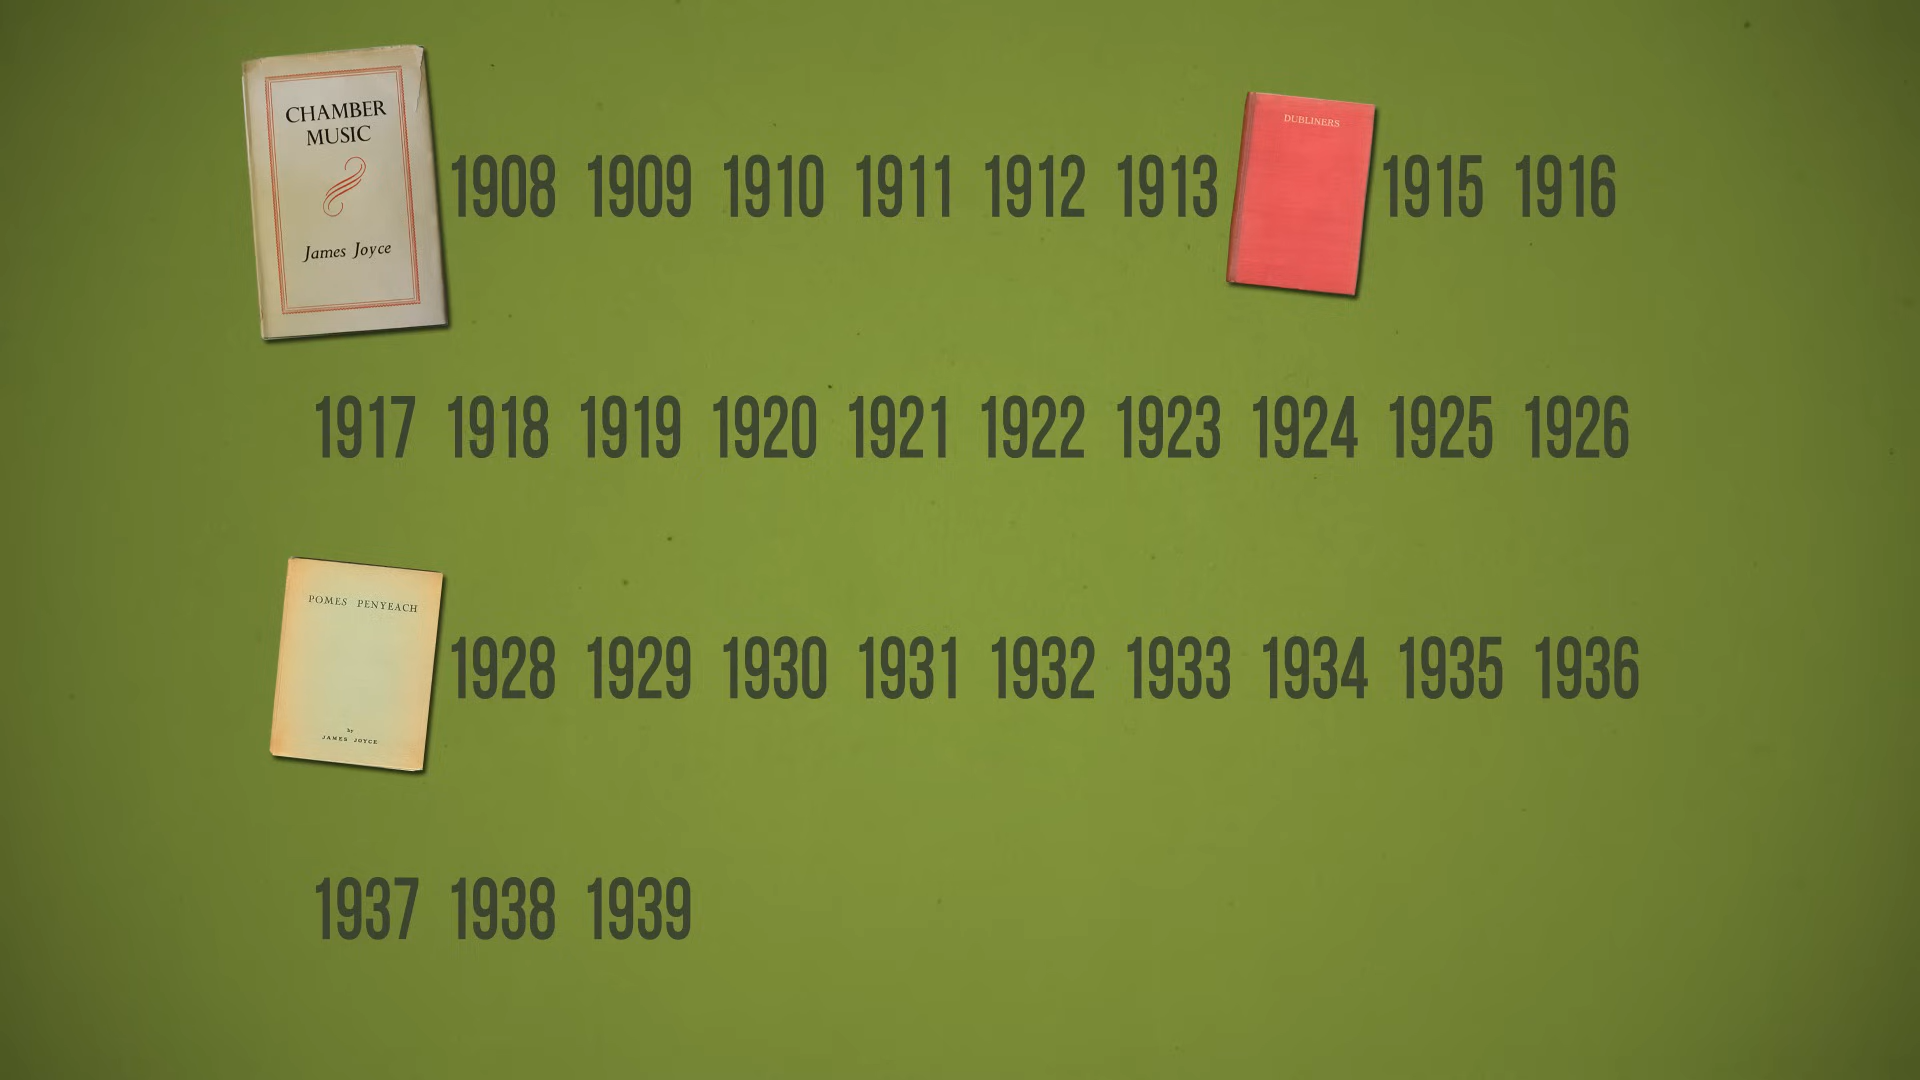 CHAMBER
MUSIC
James Joyce
1908 1909 1910 1911 1912 1913
DUBLINERS
1915 1916
1917 1918 1919 1920 1921 1922 1923 1924 1925 1926
POMES PENYEACH
by
JAMES JOYCE
1928 1929 1930 1931 1932 1933 1934 1935 1936
1937 1938 1939